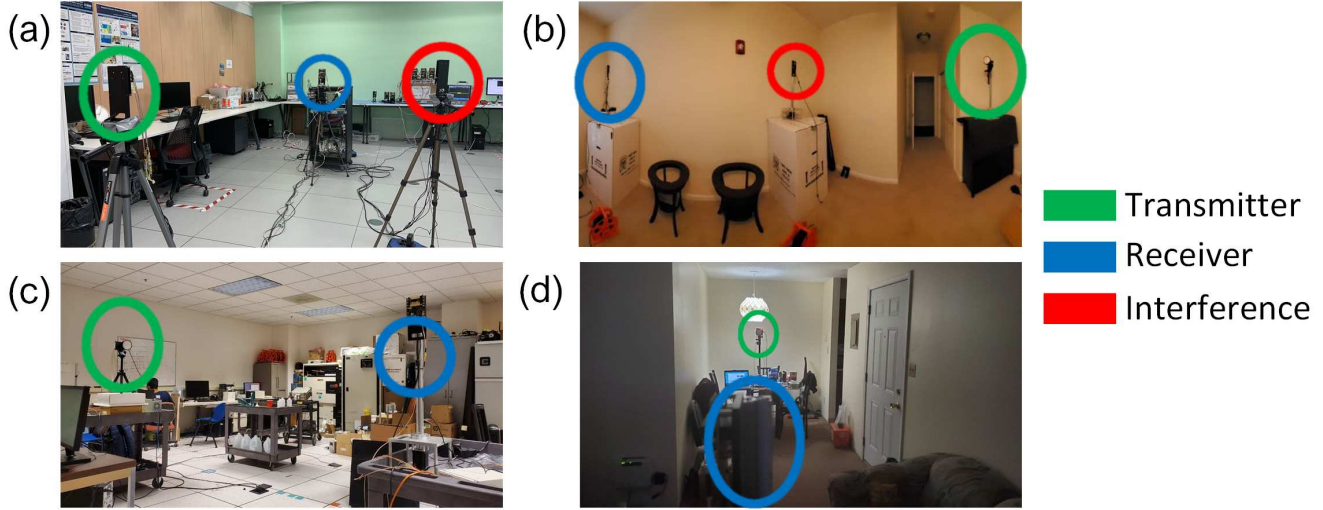 (a)
(b)
(c)
(d)
Transmitter
Receiver
Interference